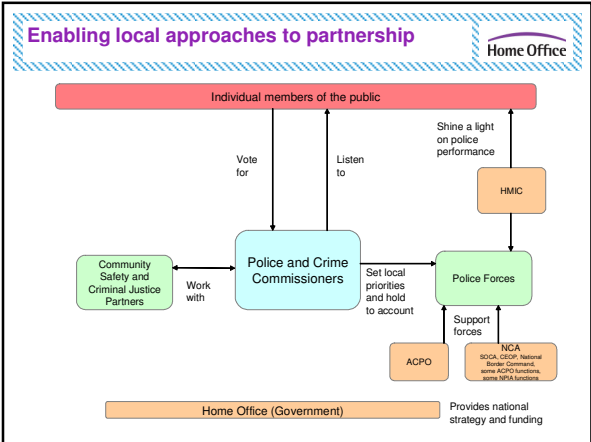 Enabling local approaches to partnership
Home Office
Individual members of the public
Shine a light
on police
performance
Vote
for
Listen
to
HMIC
Community
Safety and
Criminal Justice
Partners
Work
with
Police and Crime
Commissioners
Set local
priorities
and hold
to account
Police Forces
Support
forces
ACPO
NCA
SOCA, CEOP, National
Border Command,
some ACPO functions,
some NPIA functions
Home Office (Government)
Provides national
strategy and funding